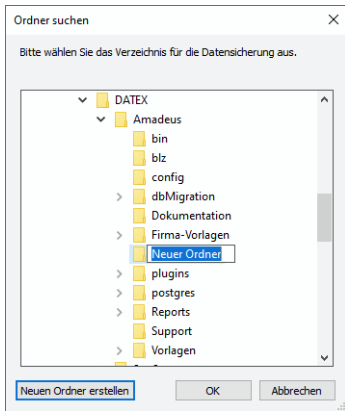 Ordner suchen
Bitte wählen Sie das Verzeichnis für die Datensicherung aus.
DATEX
Amadeus
bin
blz
config
dbMigration
Dokumentation
Firma-Vorlagen
Neuer Ordner
plugins
postgres
Reports
Support
Vorlagen
Neuen Ordner erstellen OK Abbrechen